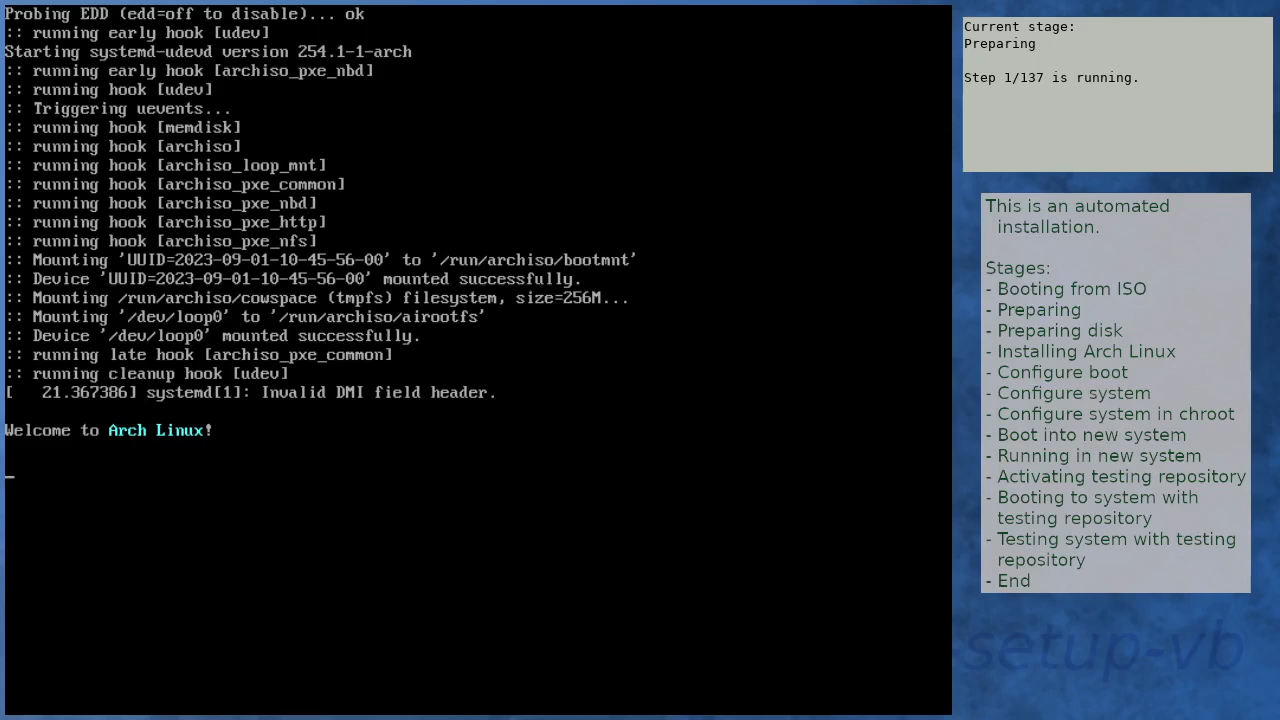 Probing EDD (edd=off to disable)... ok
:: running early hook [udev]
Starting systemd-udevd version 254.1-1-arch
:: running early hook [archiso_pxe_nbd]
:: running hook [udev]
:: Triggering uevents...
:: running hook [memdisk]
:: running hook [archiso]
:: running hook [archiso_loop_mnt]
:: running hook [archiso_pxe_common]
:: running hook [archiso_pxe_nbd]
:: running hook [archiso_pxe_http]
:: running hook [archiso_pxe_nfs]
:: Mounting 'UUID=2023-09-01-10-45-56-00' to '/run/archiso/bootmnt'
:: Device 'UUID=2023-09-01-10-45-56-00' mounted successfully.
:: Mounting /run/archiso/cowspace (tmpfs) filesystem, size=256M...
:: Mounting '/dev/loop0' to '/run/archiso/airootfs'
:: Device '/dev/loop0' mounted successfully.
:: running late hook [archiso_pxe_common]
:: running cleanup hook [udev]
[   21.367386] systemd[1]: Invalid DMI field header.
Welcome to Arch Linux!
_
Current stage:
Preparing
Step 1/137 is running.
This is an automated
installation.
Stages:
- Booting from ISO
- Preparing
- Preparing disk
- Installing Arch Linux
- Configure boot
- Configure system
- Configure system in chroot
- Boot into new system
- Running in new system
- Activating testing repository
- Booting to system with
testing repository
- Testing system with testing
repository
- End
setup-vb